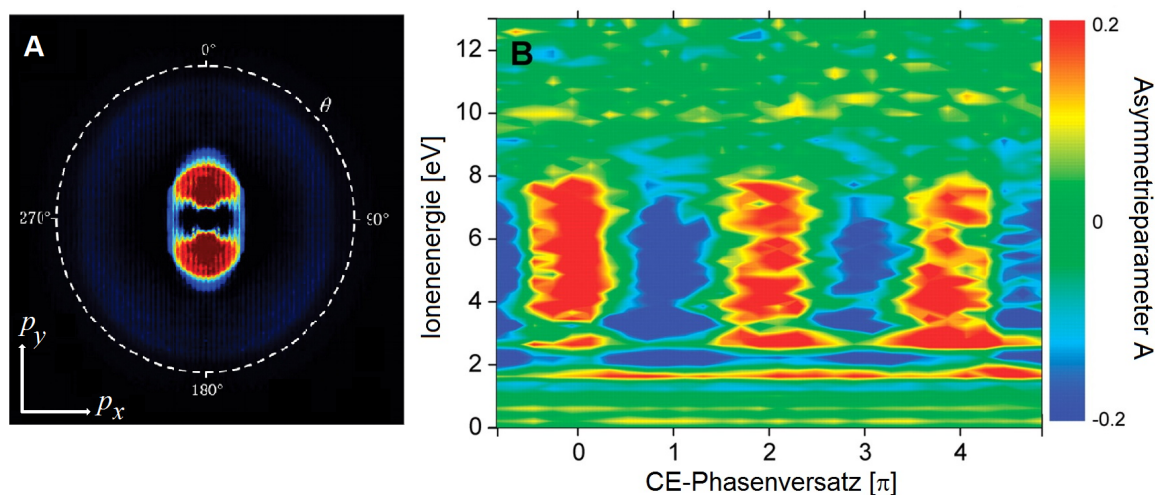 A
0°
θ
270°
90°
180°
p_y
p_x
B
Ionenenergie [eV]
12
10
8
6
4
2
0
0 1 2 3 4
CE-Phasenversatz [π]
0.2
0
-0.2
Asymmetrieparameter A